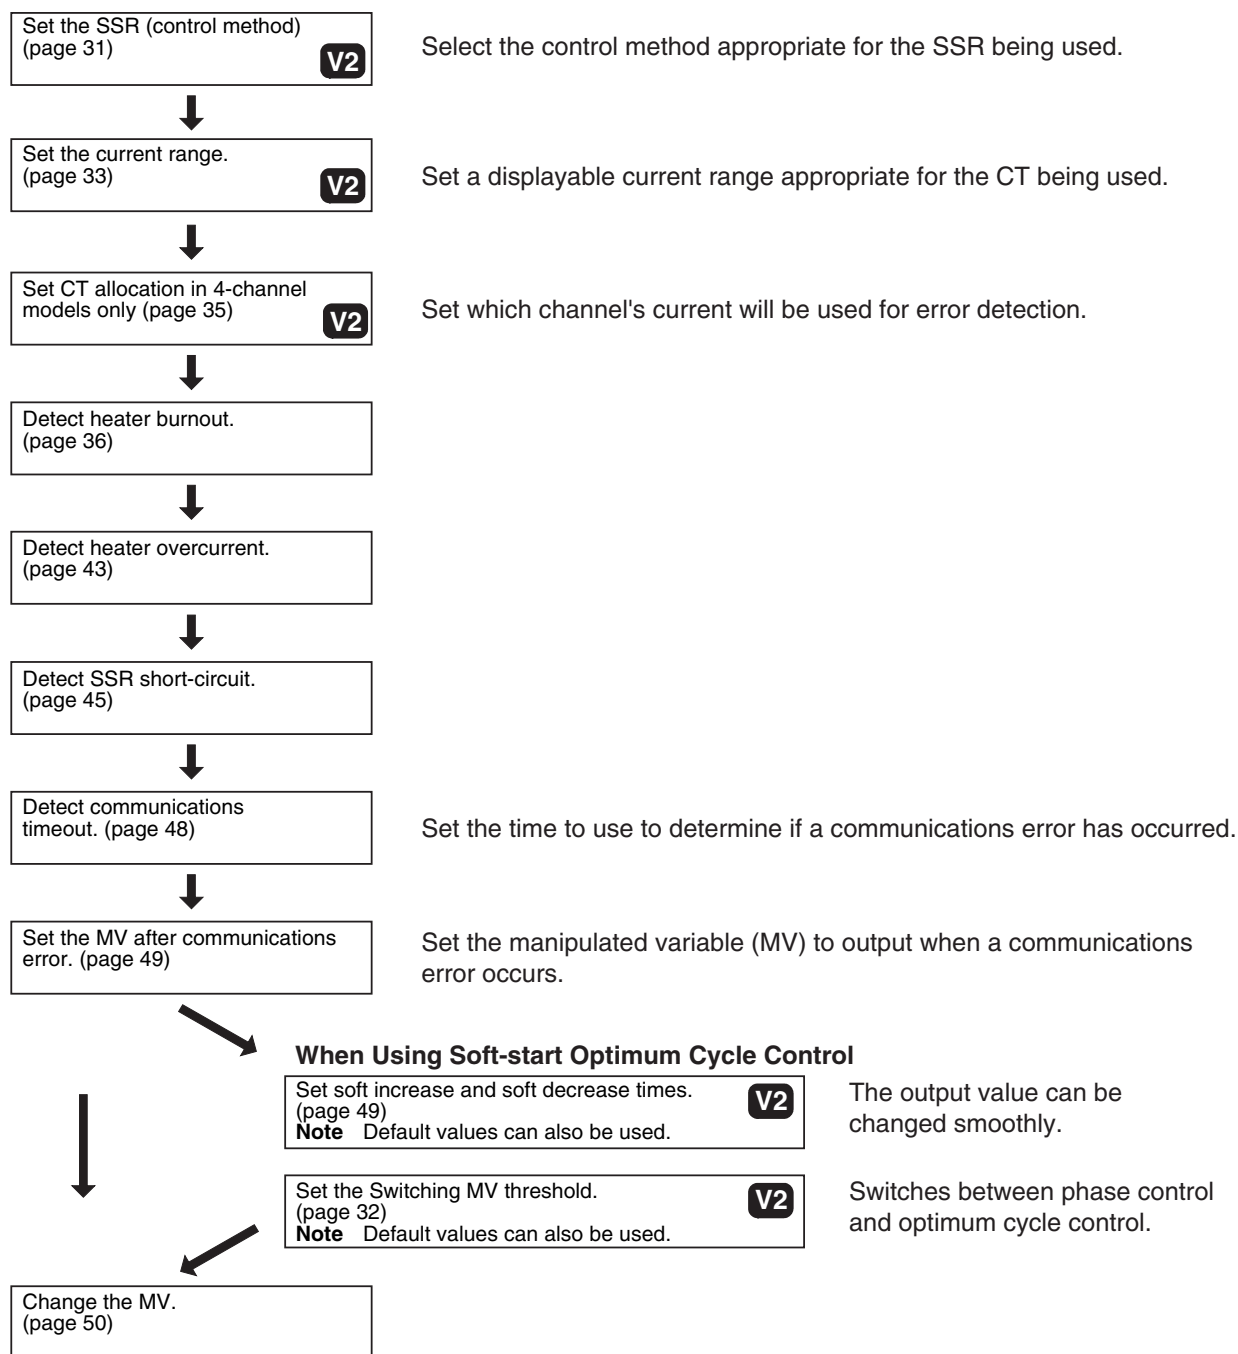 Set the SSR (control method)
(page 31)
V2
Select the control method appropriate for the SSR being used.
Set the current range.
(page 33)
V2
Set a displayable current range appropriate for the CT being used.
Set CT allocation in 4-channel
models only (page 35)
V2
Set which channel's current will be used for error detection.
Detect heater burnout.
(page 36)
Detect heater overcurrent.
(page 43)
Detect SSR short-circuit.
(page 45)
Detect communications
timeout. (page 48)
Set the time to use to determine if a communications error has occurred.
Set the MV after communications
error. (page 49)
Set the manipulated variable (MV) to output when a communications
error occurs.
When Using Soft-start Optimum Cycle Control
Set soft increase and soft decrease times.
(page 49)
Note Default values can also be used.
V2
The output value can be
changed smoothly.
Set the Switching MV threshold.
(page 32)
Note Default values can also be used.
V2
Switches between phase control
and optimum cycle control.
Change the MV.
(page 50)